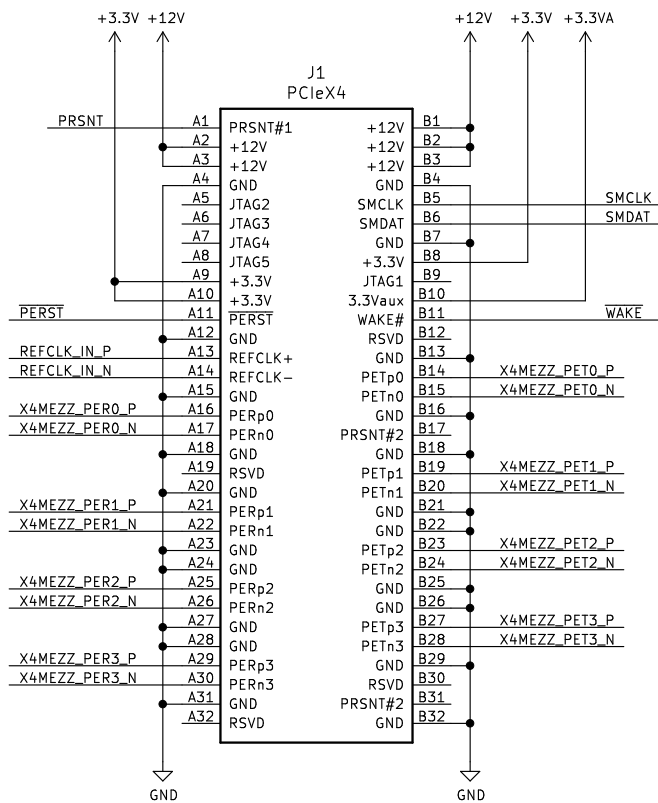 +3.3V +12V +12V +3.3V +3.3VA
J1
PCIeX4
PRSNT A1 PRSNT#1 +12V B1
A2 +12V +12V B2
A3 +12V +12V B3
A4 GND GND B4
A5 JTAG2 SMCLK B5 SMCLK
A6 JTAG3 SMDAT B6 SMDAT
A7 JTAG4 GND B7
A8 JTAG5 +3.3V B8
A9 +3.3V JTAG1 B9
A10 +3.3V 3.3Vaux B10
PERST A11 PERST WAKE# B11 WAKE
A12 GND RSVD B12
REFCLK_IN_P A13 REFCLK+ GND B13
REFCLK_IN_N A14 REFCLK- PETp0 B14 X4MEZZ_PET0_P
A15 GND PETn0 B15 X4MEZZ_PET0_N
X4MEZZ_PER0_P A16 PERp0 GND B16
X4MEZZ_PER0_N A17 PERn0 PRSNT#2 B17
A18 GND GND B18
A19 RSVD PETp1 B19 X4MEZZ_PET1_P
A20 GND PETn1 B20 X4MEZZ_PET1_N
X4MEZZ_PER1_P A21 PERp1 GND B21
X4MEZZ_PER1_N A22 PERn1 GND B22
A23 GND PETp2 B23 X4MEZZ_PET2_P
A24 GND PETn2 B24 X4MEZZ_PET2_N
X4MEZZ_PER2_P A25 PERp2 GND B25
X4MEZZ_PER2_N A26 PERn2 GND B26
A27 GND PETp3 B27 X4MEZZ_PET3_P
A28 GND PETn3 B28 X4MEZZ_PET3_N
X4MEZZ_PER3_P A29 PERp3 GND B29
X4MEZZ_PER3_N A30 PERn3 RSVD B30
A31 GND PRSNT#2 B31
A32 RSVD GND B32
GND GND